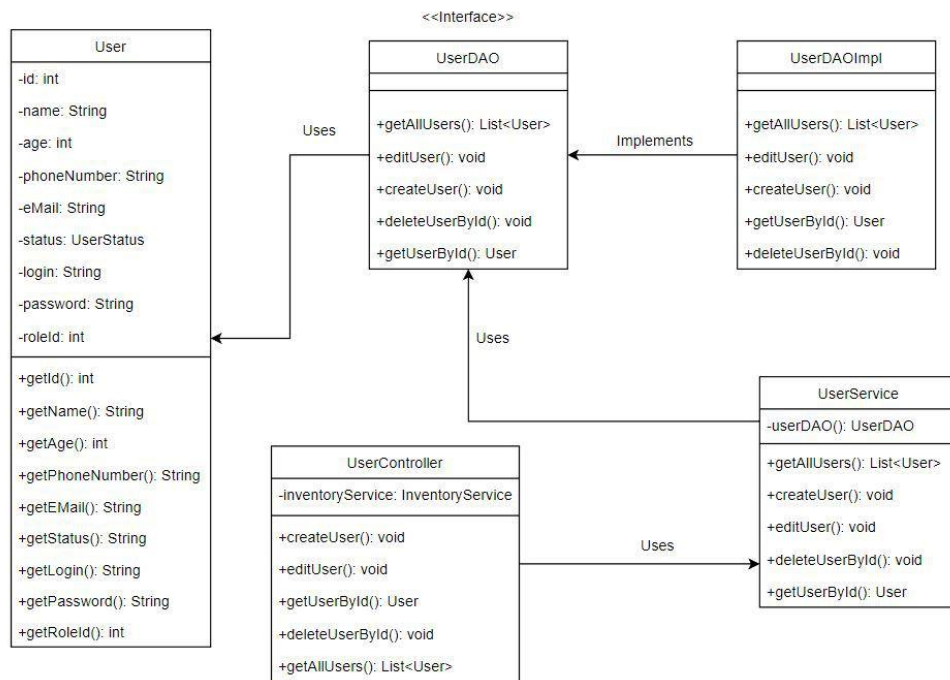 <<Interface>>
User
-id: int
-name: String
-age: int
-phoneNumber: String
-eMail: String
-status: UserStatus
-login: String
-password: String
-roleId: int
+getId(): int
+getName(): String
+getAge(): int
+getPhoneNumber(): String
+getEMail(): String
+getStatus(): String
+getLogin(): String
+getPassword(): String
+getRoleId(): int
Uses
UserDAO
+getAllUsers(): List<User>
+editUser(): void
+createUser(): void
+deleteUserById(): void
+getUserById(): User
Implements
UserDAOImpl
+getAllUsers(): List<User>
+editUser(): void
+createUser(): void
+getUserById(): User
+deleteUserById(): void
Uses
UserController
-inventoryService: InventoryService
+createUser(): void
+editUser(): void
+getUserById(): User
+deleteUserById(): void
+getAllUsers(): List<User>
Uses
UserService
-userDAO(): UserDAO
+getAllUsers(): List<User>
+createUser(): void
+editUser(): void
+deleteUserById(): void
+getUserById(): User